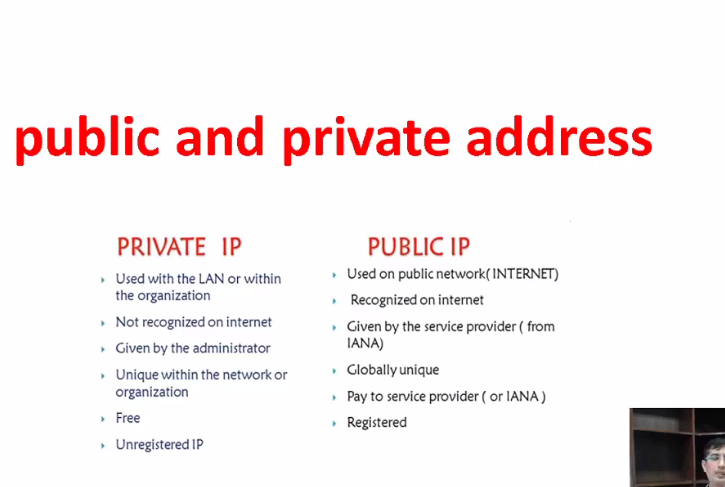 public and private address
PRIVATE IP
Used with the LAN or within
the organization
Not recognized on internet
Given by the administrator
Unique within the network or
organization
Free
Unregistered IP
PUBLIC IP
Used on public network( INTERNET)
Recognized on internet
Given by the service provider ( from
IANA)
Globally unique
Pay to service provider ( or IANA )
Registered